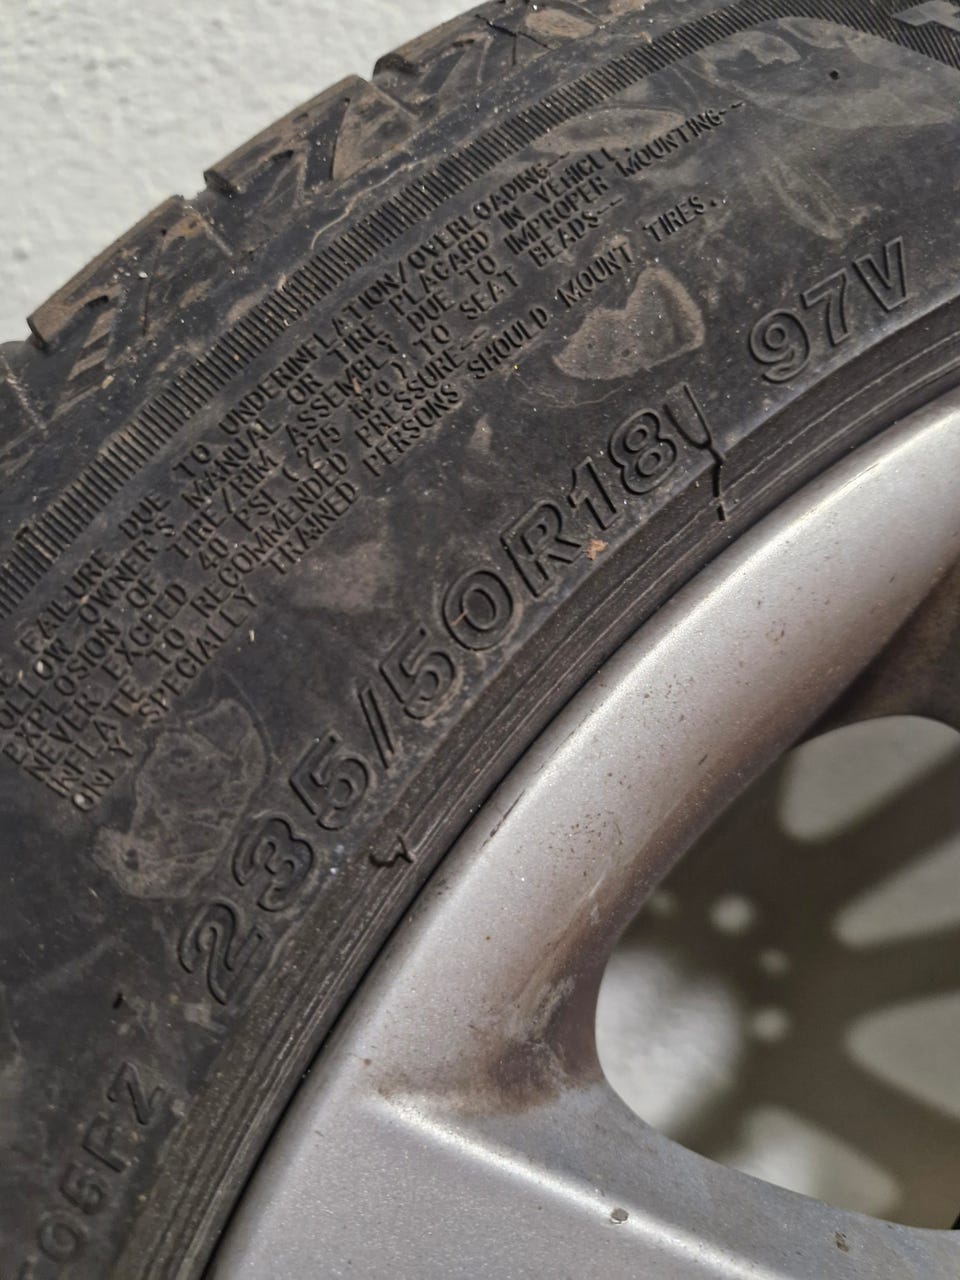 FAILURE DUE TO UNDERINFLATION/OVERLOADING--
FOLLOW OWNER'S MANUAL OR TIRE PLACARD IN VEHICLE.
EXPLOSION OF TIRE/RIM ASSEMBLY DUE TO IMPROPER MOUNTING--
NEVER EXCEED 40 PSI (275 KPa) TO SEAT BEADS--
INFLATE TO RECOMMENDED PRESSURE--
ONLY SPECIALLY TRAINED PERSONS SHOULD MOUNT TIRES.
235/50R18 97V